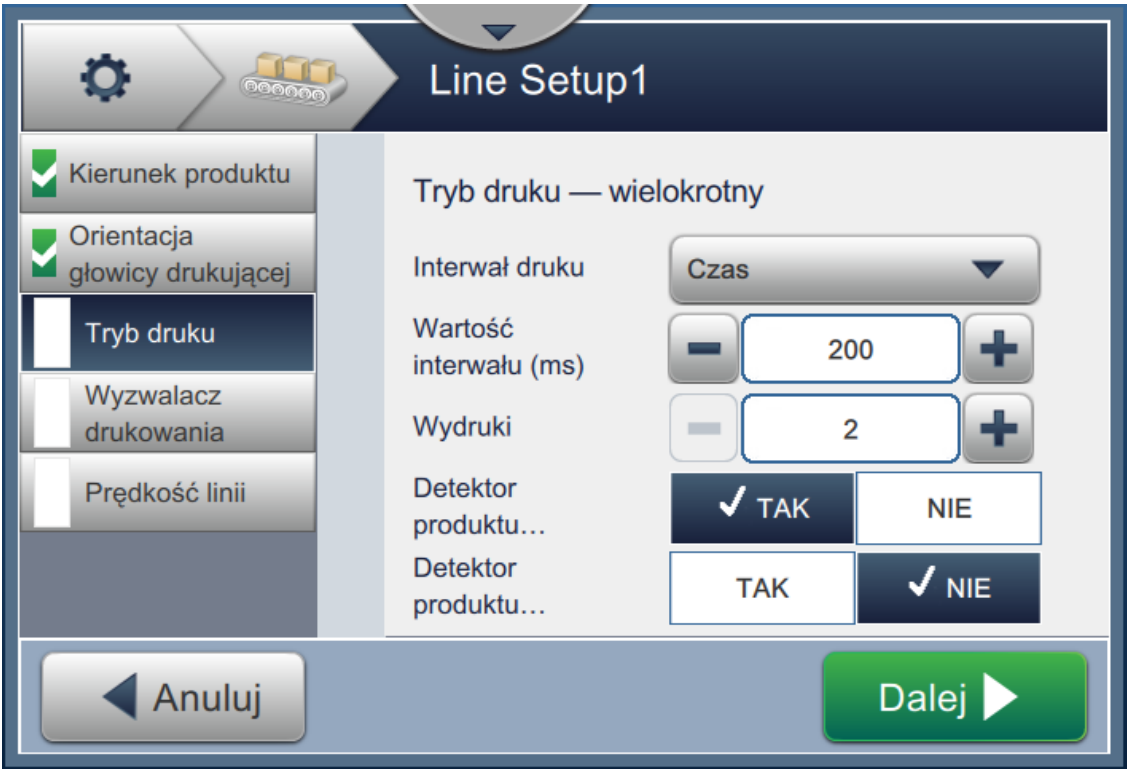 Line Setup1
Kierunek produktu
Orientacja
głowicy drukującej
Tryb druku
Wyzwalacz
drukowania
Prędkość linii
Tryb druku — wielokrotny
Interwał druku
Czas
Wartość
interwału (ms)
200
Wydruki
2
Detektor
produktu…
TAK
NIE
Detektor
produktu…
TAK
NIE
Anuluj
Dalej